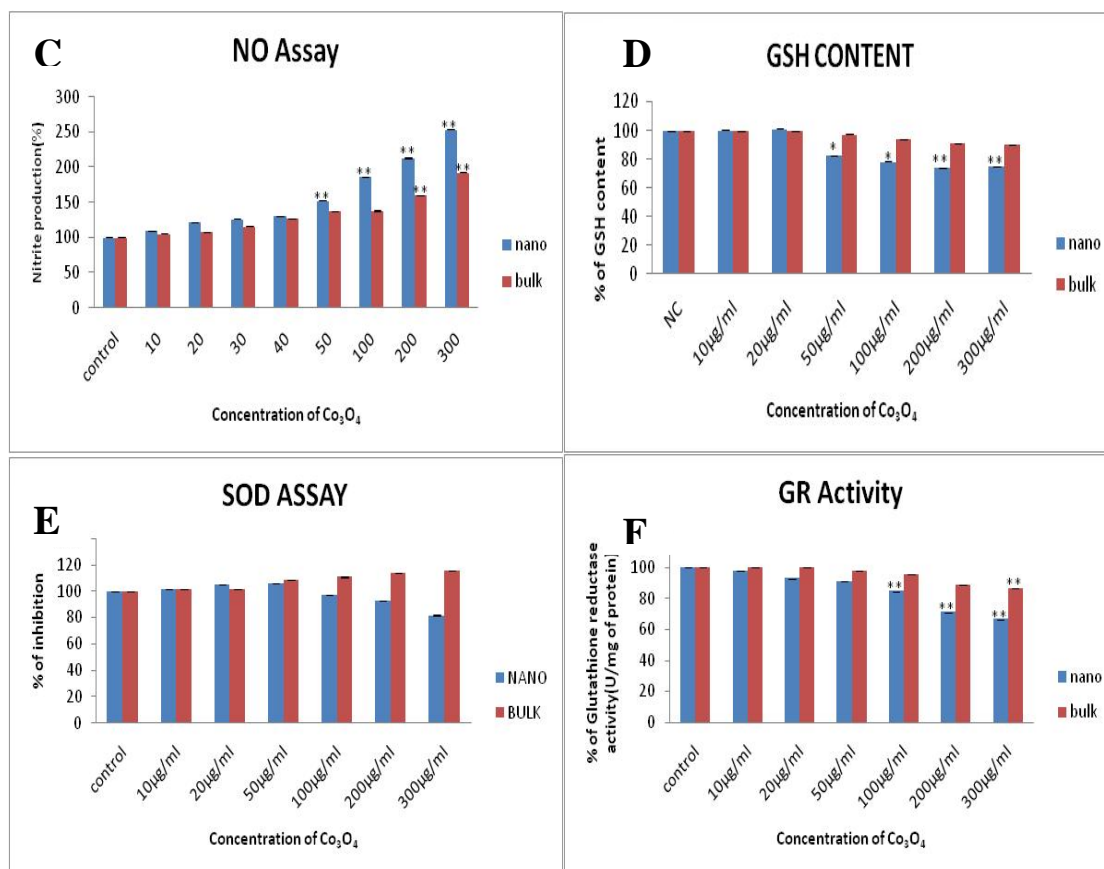 C
NO Assay
Nitrite production(%)
300
250
200
150
100
50
0
**
**
**
**
**
**
control
10
20
30
40
50
100
200
300
Concentration of Co₃O₄
nano
bulk
D
GSH CONTENT
% of GSH content
120
100
80
60
40
20
0
*
*
**
**
NC
10µg/ml
20µg/ml
50µg/ml
100µg/ml
200µg/ml
300µg/ml
Concentration of Co₃O₄
nano
bulk
E
SOD ASSAY
% of inhibition
120
100
80
60
40
20
0
control
10µg/ml
20µg/ml
50µg/ml
100µg/ml
200µg/ml
300µg/ml
Concentration of Co₃O₄
NANO
BULK
F
GR Activity
% of Glutathione reductase
activity(U/mg of protein]
100
80
60
40
20
0
**
**
**
**
control
10µg/ml
20µg/ml
50µg/ml
100µg/ml
200µg/ml
300µg/ml
Concentration of Co₃O₄
nano
bulk